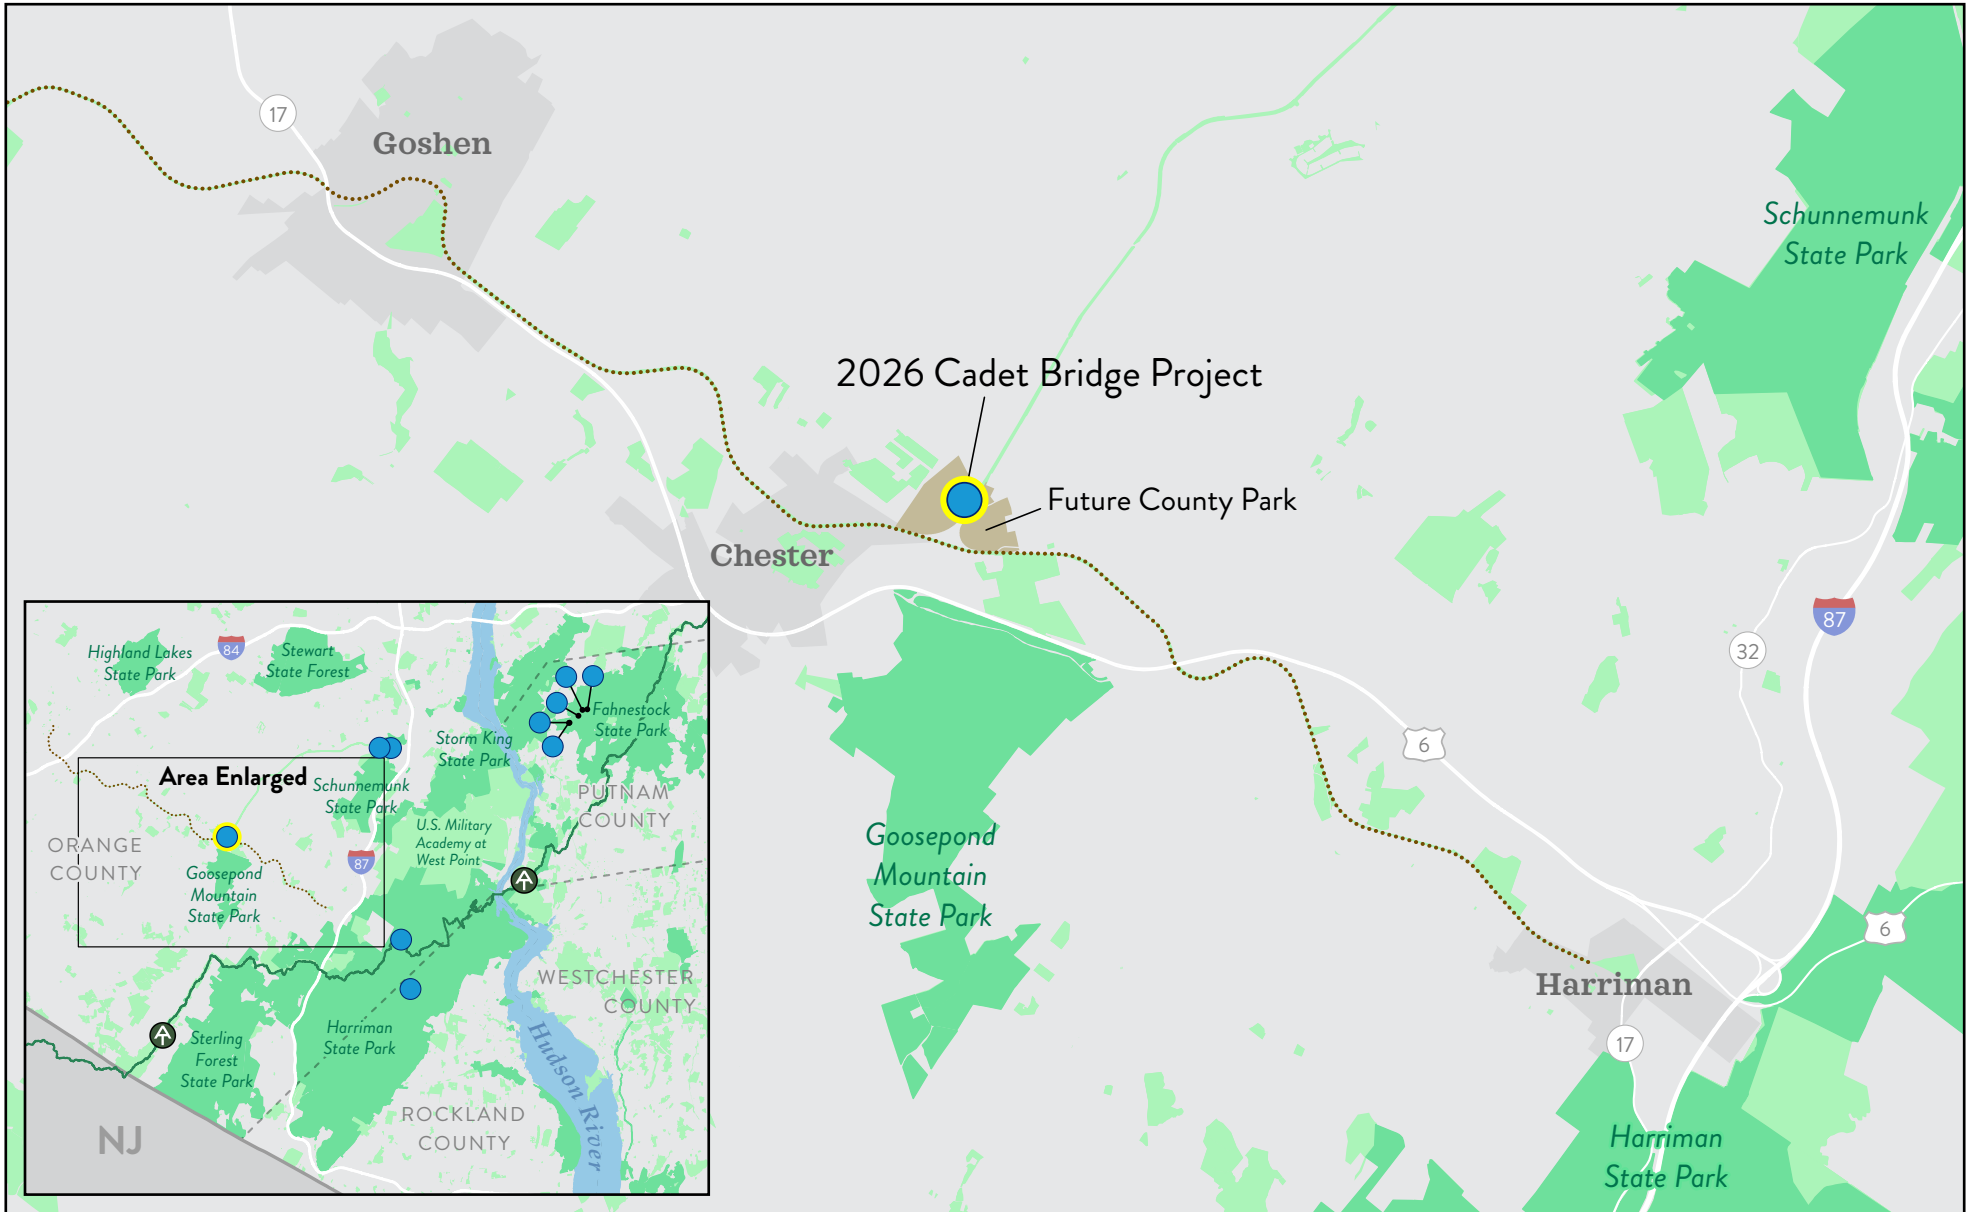 17
Goshen
Schunnemunk
State Park
2026 Cadet Bridge Project
Future County Park
Chester
87
32
6
Goosepond
Mountain
State Park
6
Harriman
17
Harriman
State Park
Highland Lakes
State Park
84
Stewart
State Forest
Fahnestock
State Park
Storm King
State Park
Area Enlarged
Schunnemunk
State Park
PUTNAM
COUNTY
U.S. Military
Academy at
West Point
ORANGE
COUNTY
87
Goosepond
Mountain
State Park
WESTCHESTER
COUNTY
Sterling
Forest
State Park
Harriman
State Park
Hudson River
ROCKLAND
COUNTY
NJ